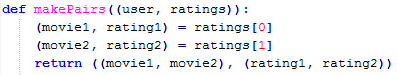 def makePairs((user, ratings)):
    (movie1, rating1) = ratings[0]
    (movie2, rating2) = ratings[1]
    return ((movie1, movie2), (rating1, rating2))